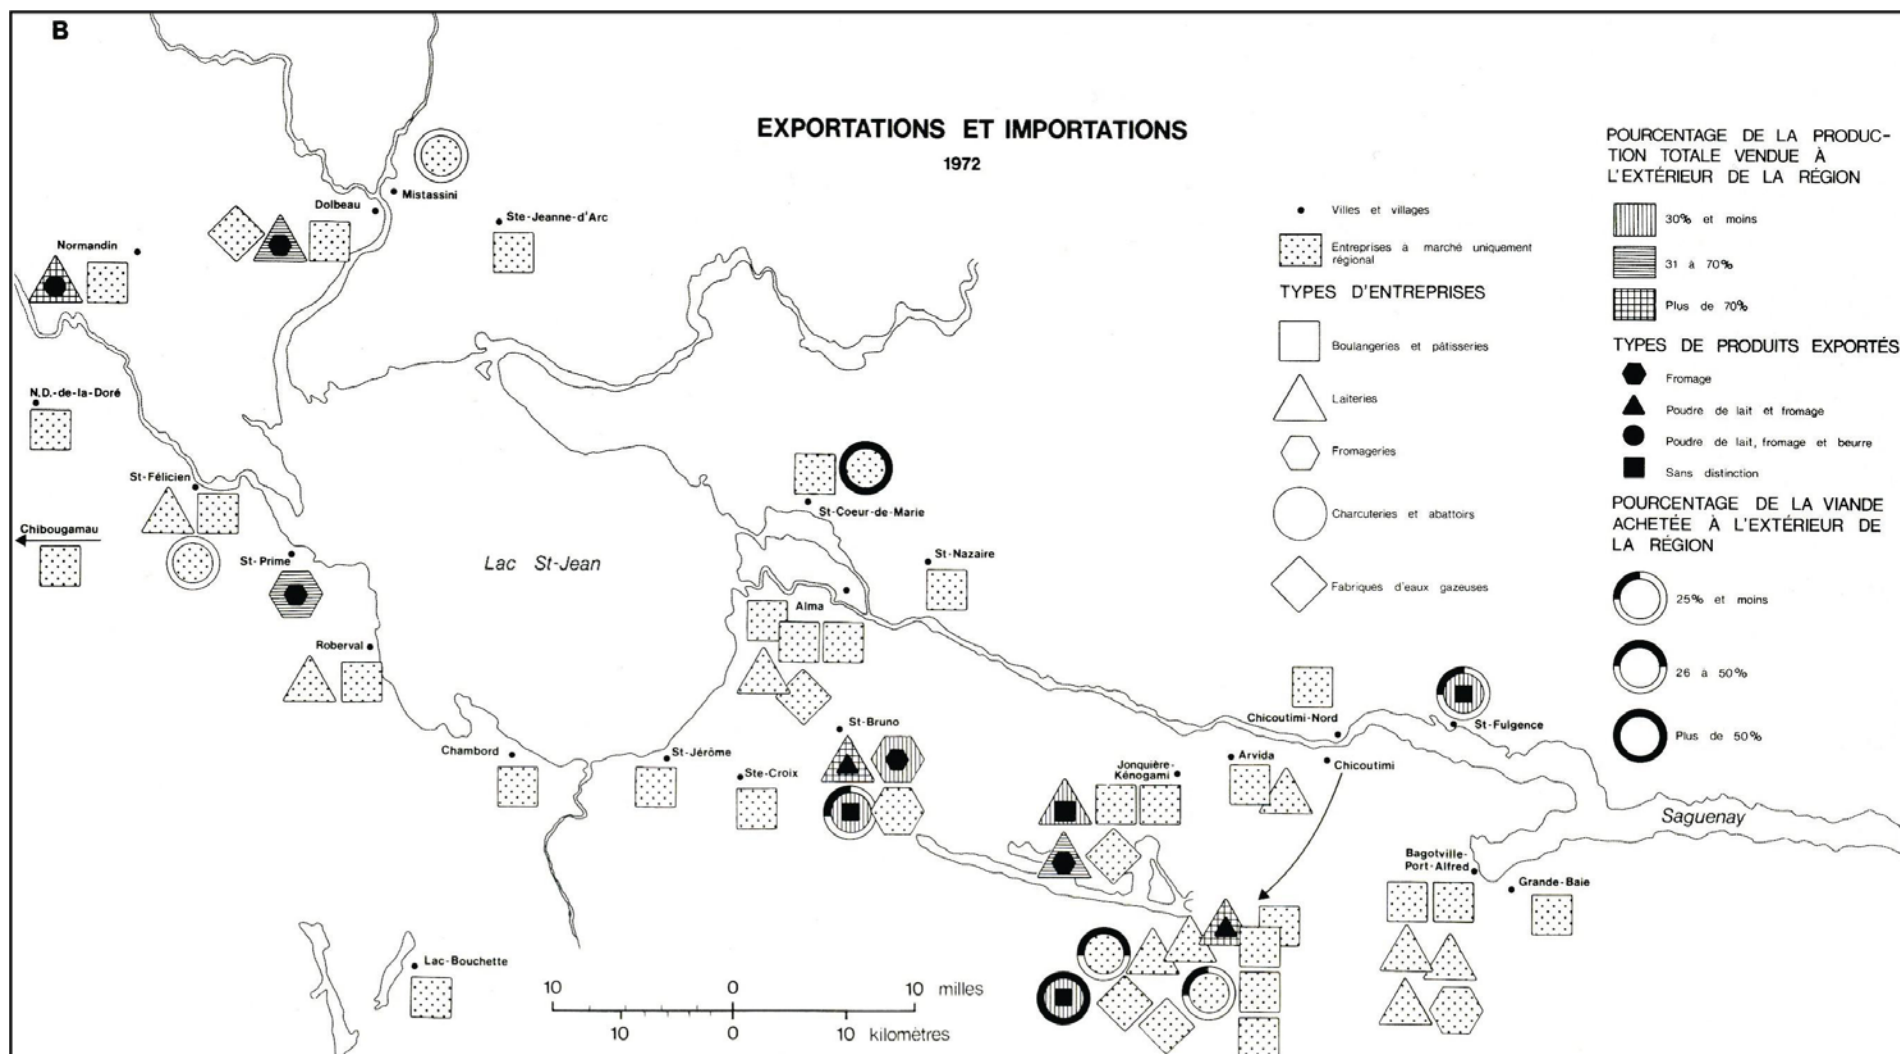 B
EXPORTATIONS ET IMPORTATIONS
1972
Mistassini
Dolbeau
Ste-Jeanne-d'Arc
Normandin
N.D.-de-la-Doré
St-Félicien
Chibougamau
St-Prime
Roberval
Lac St-Jean
St-Coeur-de-Marie
St-Nazaire
Alma
Chambord
St-Jérôme
Ste-Croix
St-Bruno
Jonquière-
Kénogami
Arvida
Chicoutimi-Nord
Chicoutimi
St-Fulgence
Saguenay
Bagotville-
Port-Alfred
Grande-Baie
Lac-Bouchette
10 0 10 milles
10 0 10 kilomètres
Villes et villages
Entreprises a marché uniquement
régional
TYPES D'ENTREPRISES
Boulangeries et pâtisseries
Laiteries
Fromageries
Charcuteries et abattoirs
Fabriques d'eaux gazeuses
POURCENTAGE DE LA PRODUC-
TION TOTALE VENDUE À
L'EXTÉRIEUR DE LA RÉGION
30% et moins
31 à 70%
Plus de 70%
TYPES DE PRODUITS EXPORTÉS
Fromage
Poudre de lait et fromage
Poudre de lait, fromage et beurre
Sans distinction
POURCENTAGE DE LA VIANDE
ACHETÉE À L'EXTÉRIEUR DE
LA RÉGION
25% et moins
26 à 50%
Plus de 50%